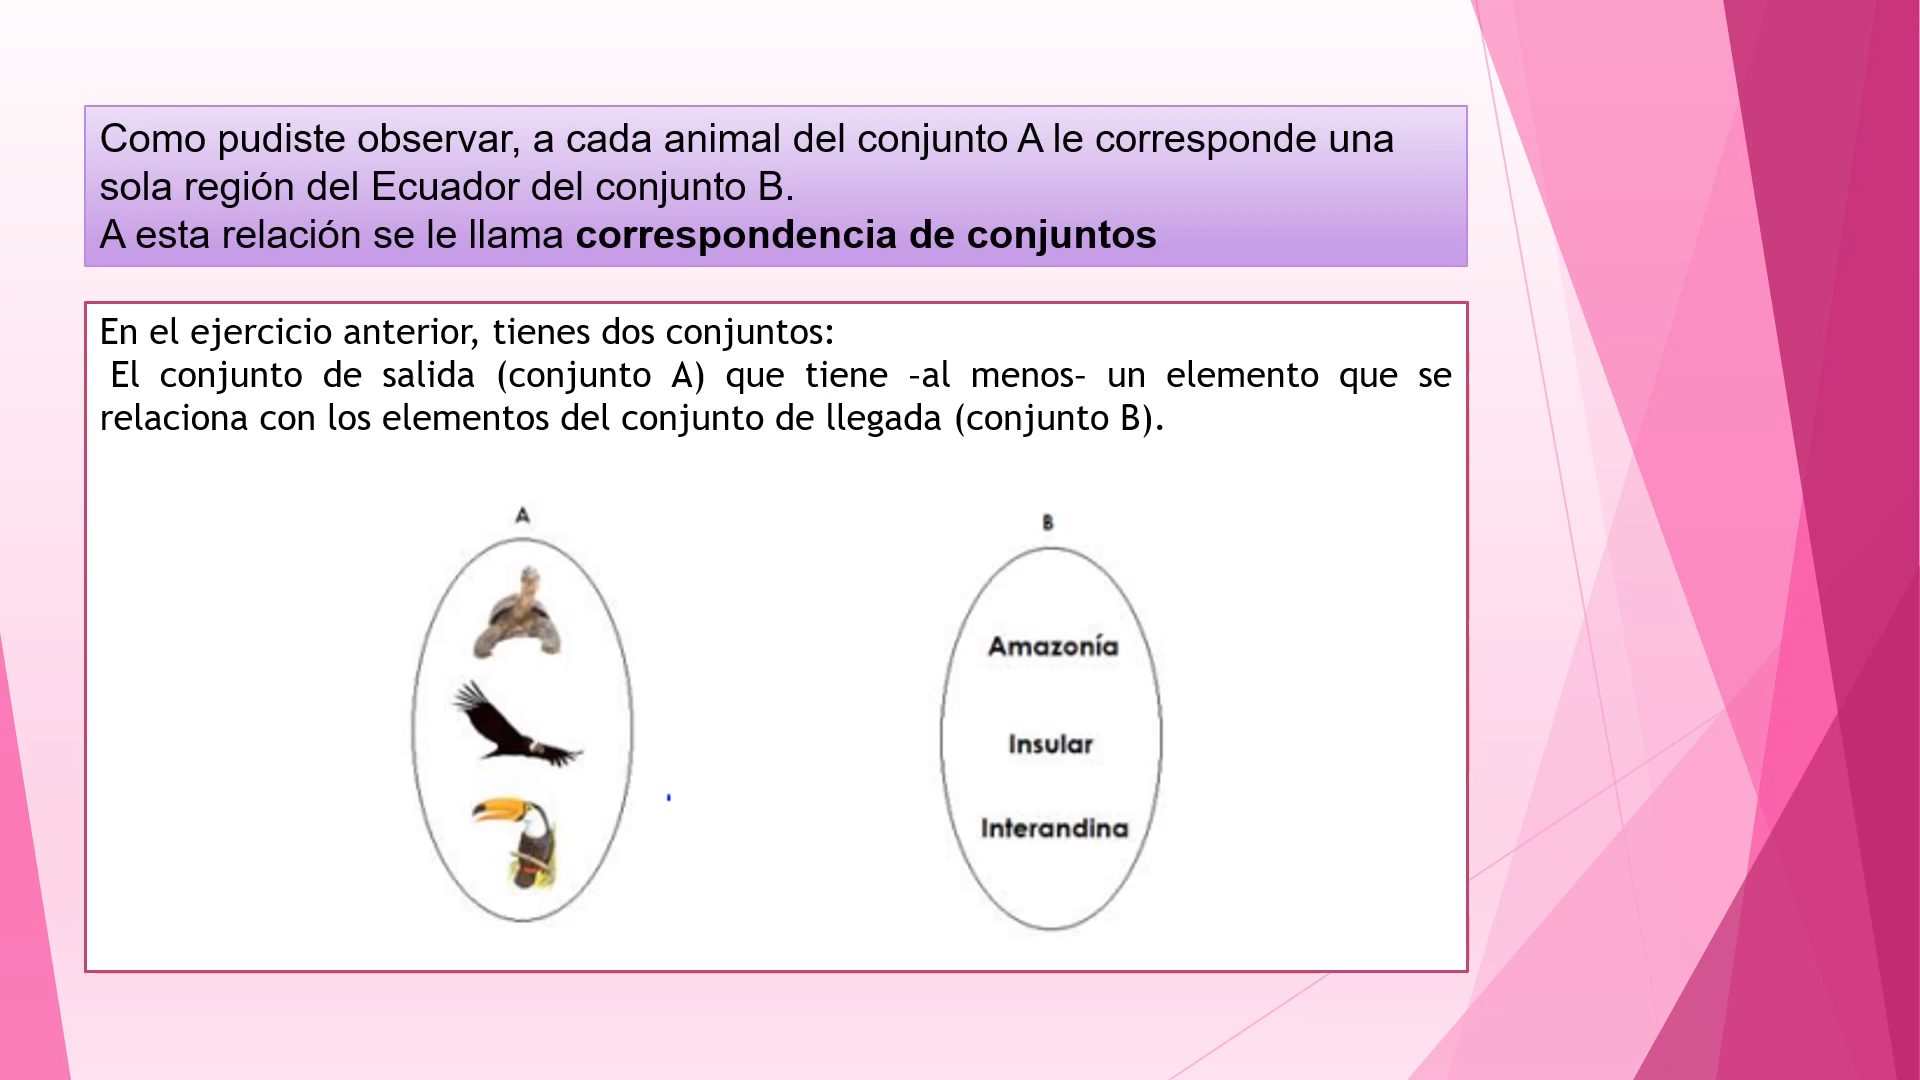 Como pudiste observar, a cada animal del conjunto A le corresponde una
sola región del Ecuador del conjunto B.
A esta relación se le llama correspondencia de conjuntos
En el ejercicio anterior, tienes dos conjuntos:
El conjunto de salida (conjunto A) que tiene –al menos– un elemento que se
relaciona con los elementos del conjunto de llegada (conjunto B).
A
B
Amazonía
Insular
Interandina